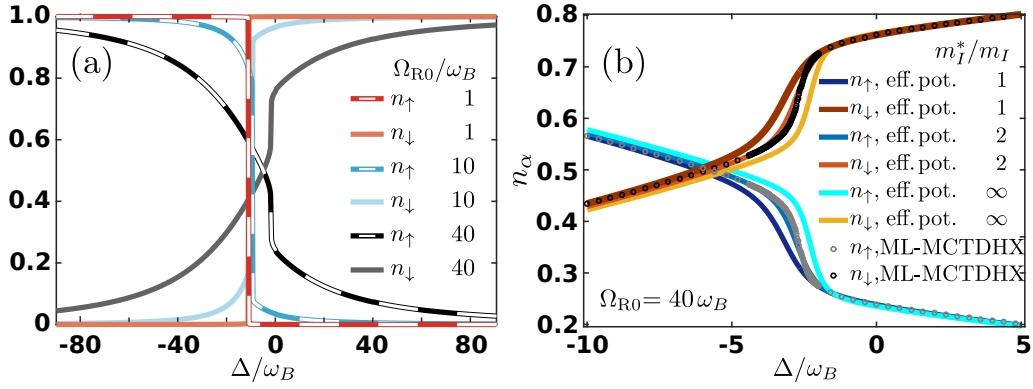 1.0
0.8
0.6
0.4
0.2
0
(a)
Ω_R0/ω_B
n_↑ 1
n_↓ 1
n_↑ 10
n_↓ 10
n_↑ 40
n_↓ 40
-80 -40 0 40 80
Δ/ω_B
n_α
0.8
0.7
0.6
0.5
0.4
0.3
0.2
(b)
m_I^*/m_I
n_↑, eff. pot. 1
n_↓, eff. pot. 1
n_↑, eff. pot. 2
n_↓, eff. pot. 2
n_↑, eff. pot. ∞
n_↓, eff. pot. ∞
n_↑,ML-MCTDHX
n_↓,ML-MCTDHX
Ω_R0= 40 ω_B
-10 -5 0 5
Δ/ω_B